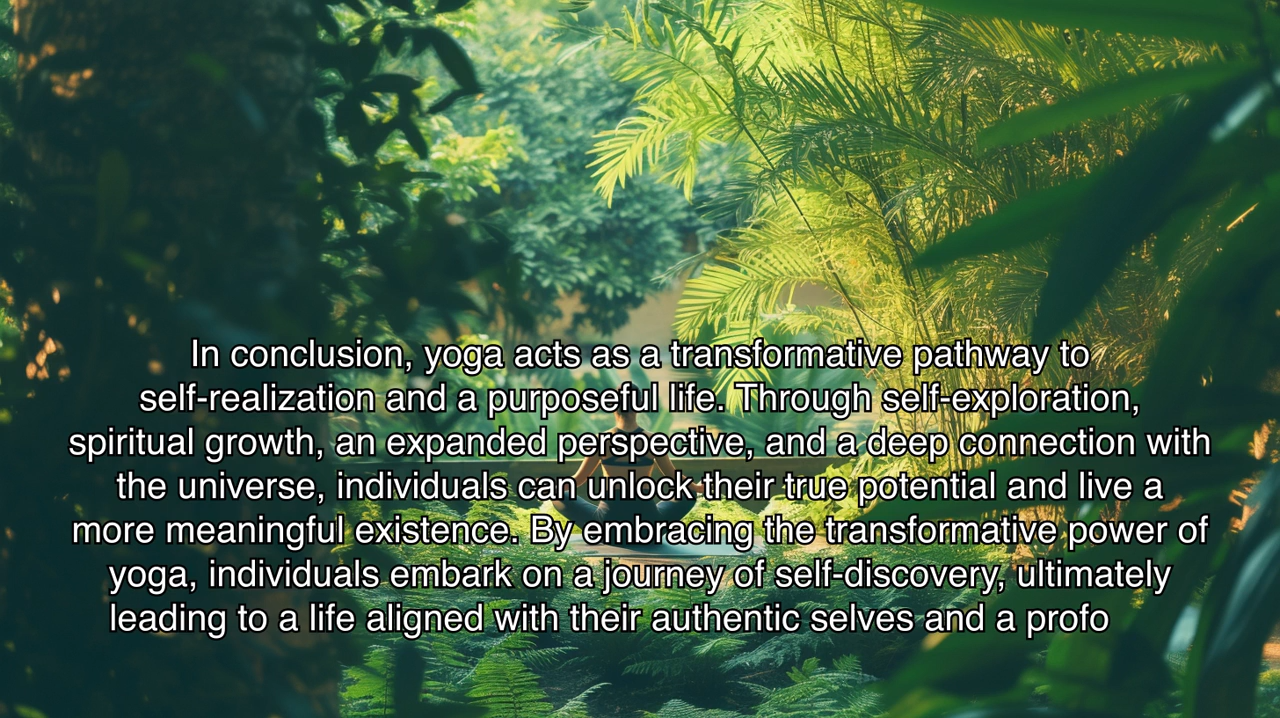 In conclusion, yoga acts as a transformative pathway to
self-realization and a purposeful life. Through self-exploration,
spiritual growth, an expanded perspective, and a deep connection with
the universe, individuals can unlock their true potential and live a
more meaningful existence. By embracing the transformative power of
yoga, individuals embark on a journey of self-discovery, ultimately
leading to a life aligned with their authentic selves and a profo